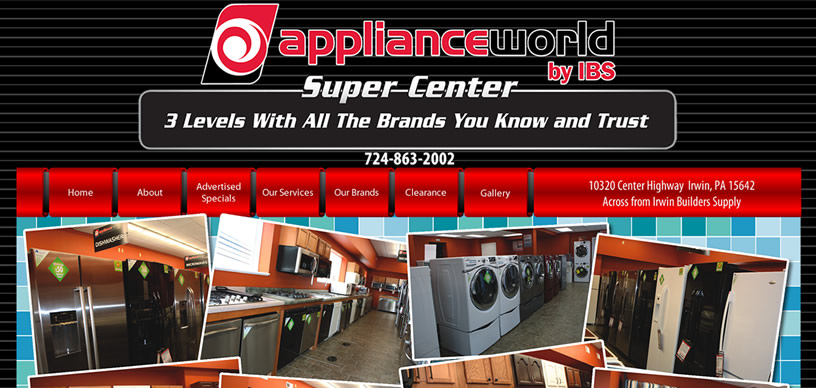 applianceworld
by IBS
Super Center
3 Levels With All The Brands You Know and Trust
724-863-2002
Home
About
Advertised
Specials
Our Services
Our Brands
Clearance
Gallery
10320 Center Highway Irwin, PA 15642
Across from Irwin Builders Supply
DISHWASHERS